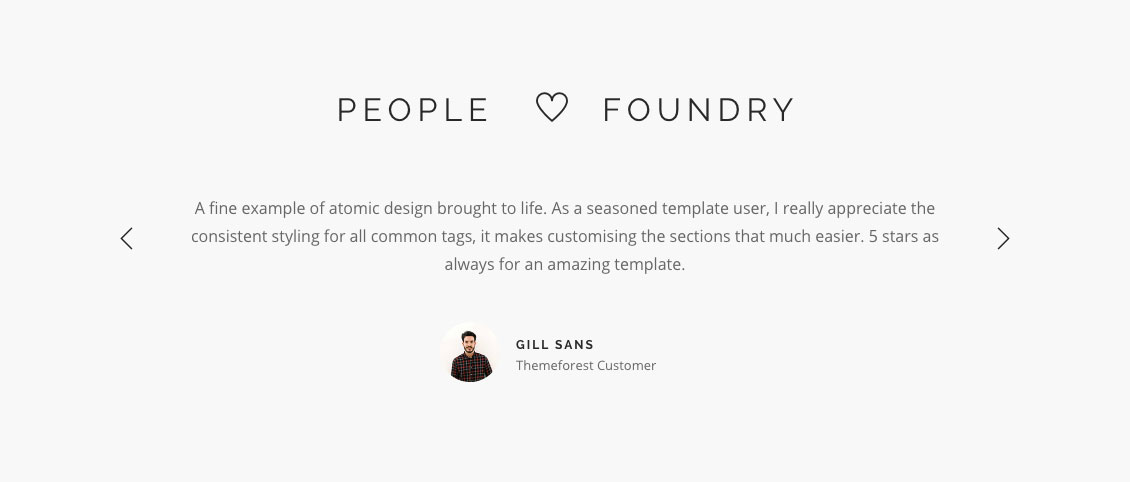 PEOPLE ♡ FOUNDRY
A fine example of atomic design brought to life. As a seasoned template user, I really appreciate the
consistent styling for all common tags, it makes customising the sections that much easier. 5 stars as
always for an amazing template.
GILL SANS
Themeforest Customer